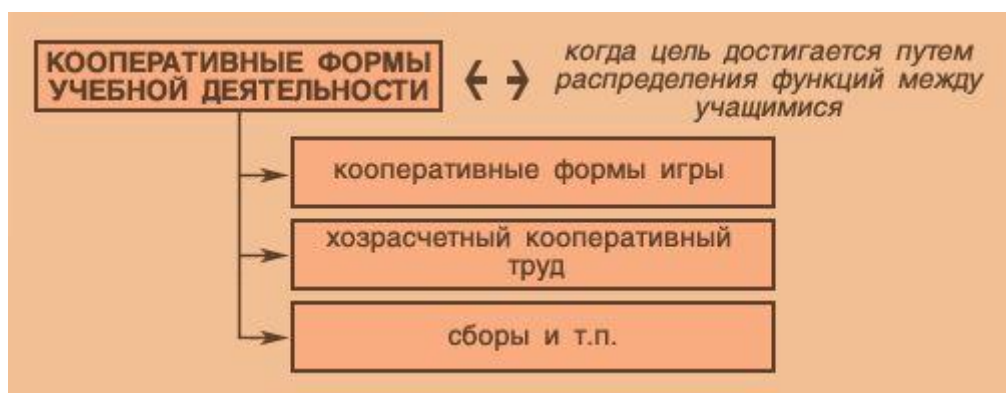 КООПЕРАТИВНЫЕ ФОРМЫ
УЧЕБНОЙ ДЕЯТЕЛЬНОСТИ
когда цель достигается путем
распределения функций между
учащимися
кооперативные формы игры
хозрасчетный кооперативный
труд
сборы и т.п.